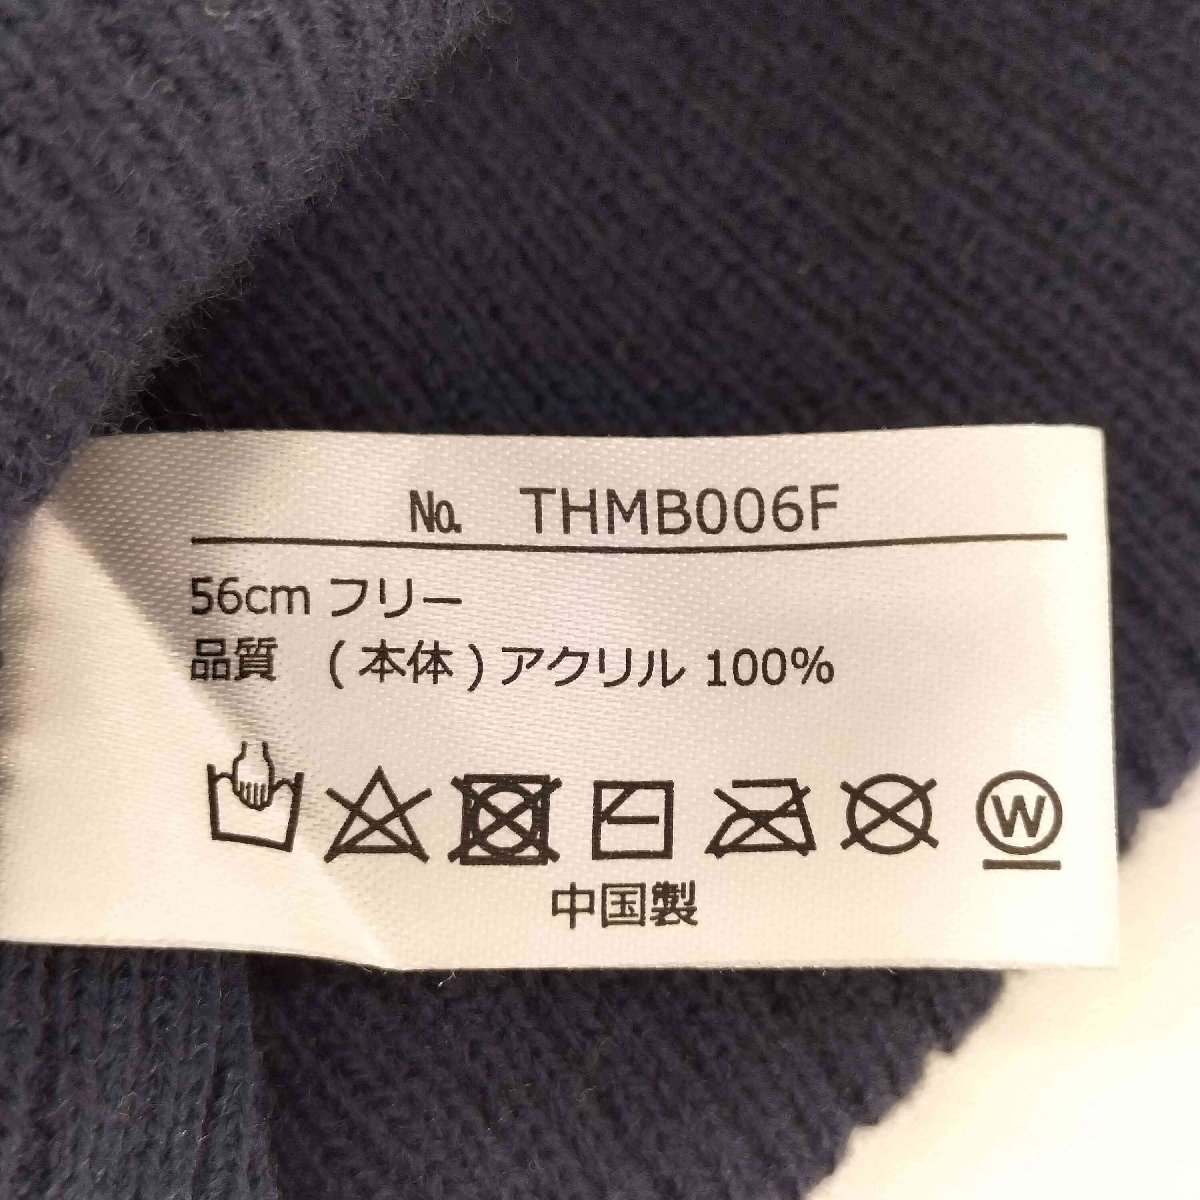 № THMB006F
56cm フリー
品質 (本体) アクリル 100%
W
中国製